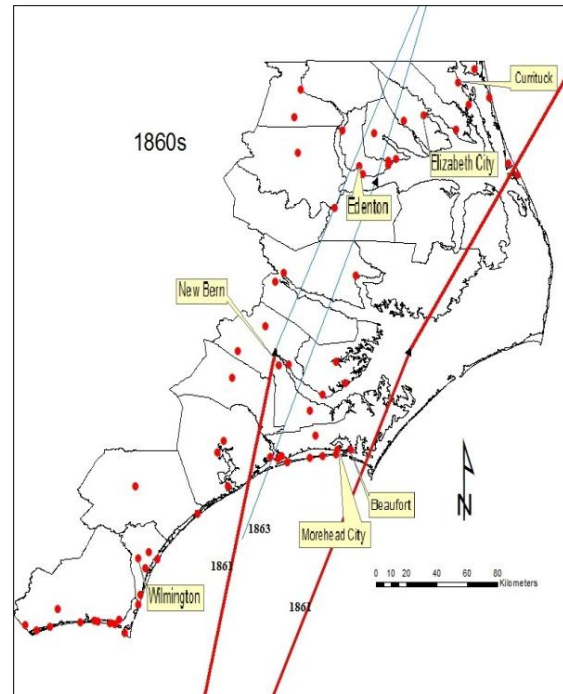 Currituck
1860s
Elizabeth City
Edenton
New Bern
Beaufort
N
Morehead City
1863
1861
0 10 20 40 60 80
Kilometers
Wilmington
1861